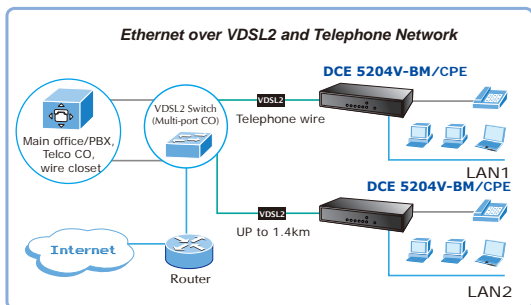 Ethernet over VDSL2 and Telephone Network
DCE 5204V-BM/CPE
VDSL2 Switch
(Multi-port CO)
VDSL2
Telephone wire
Main office/PBX,
Telco CO,
wire closet
LAN1
DCE 5204V-BM/CPE
VDSL2
UP to 1.4km
Internet
Router
LAN2